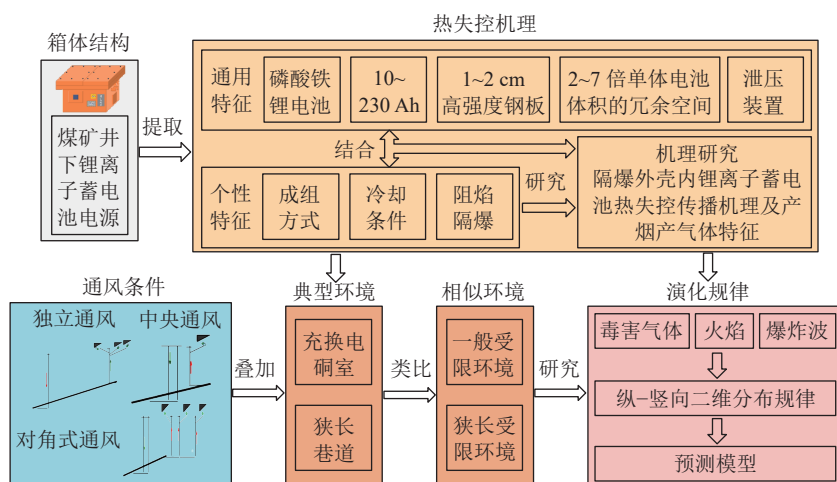 箱体结构
煤矿井
下锂离
子蓄电
池电源
提取
热失控机理
通用
特征
磷酸铁
锂电池
10~
230 Ah
1~2 cm
高强度钢板
2~7 倍单体电池
体积的冗余空间
泄压
装置
结合
个性
特征
成组
方式
冷却
条件
阻焰
隔爆
研究
机理研究
隔爆外壳内锂离子蓄电
池热失控传播机理及产
烟产气体特征
通风条件
独立通风
中央通风
对角式通风
叠加
典型环境
充换电
硐室
狭长
巷道
类比
相似环境
一般受
限环境
狭长受
限环境
研究
演化规律
毒害气体
火焰
爆炸波
纵-竖向二维分布规律
预测模型